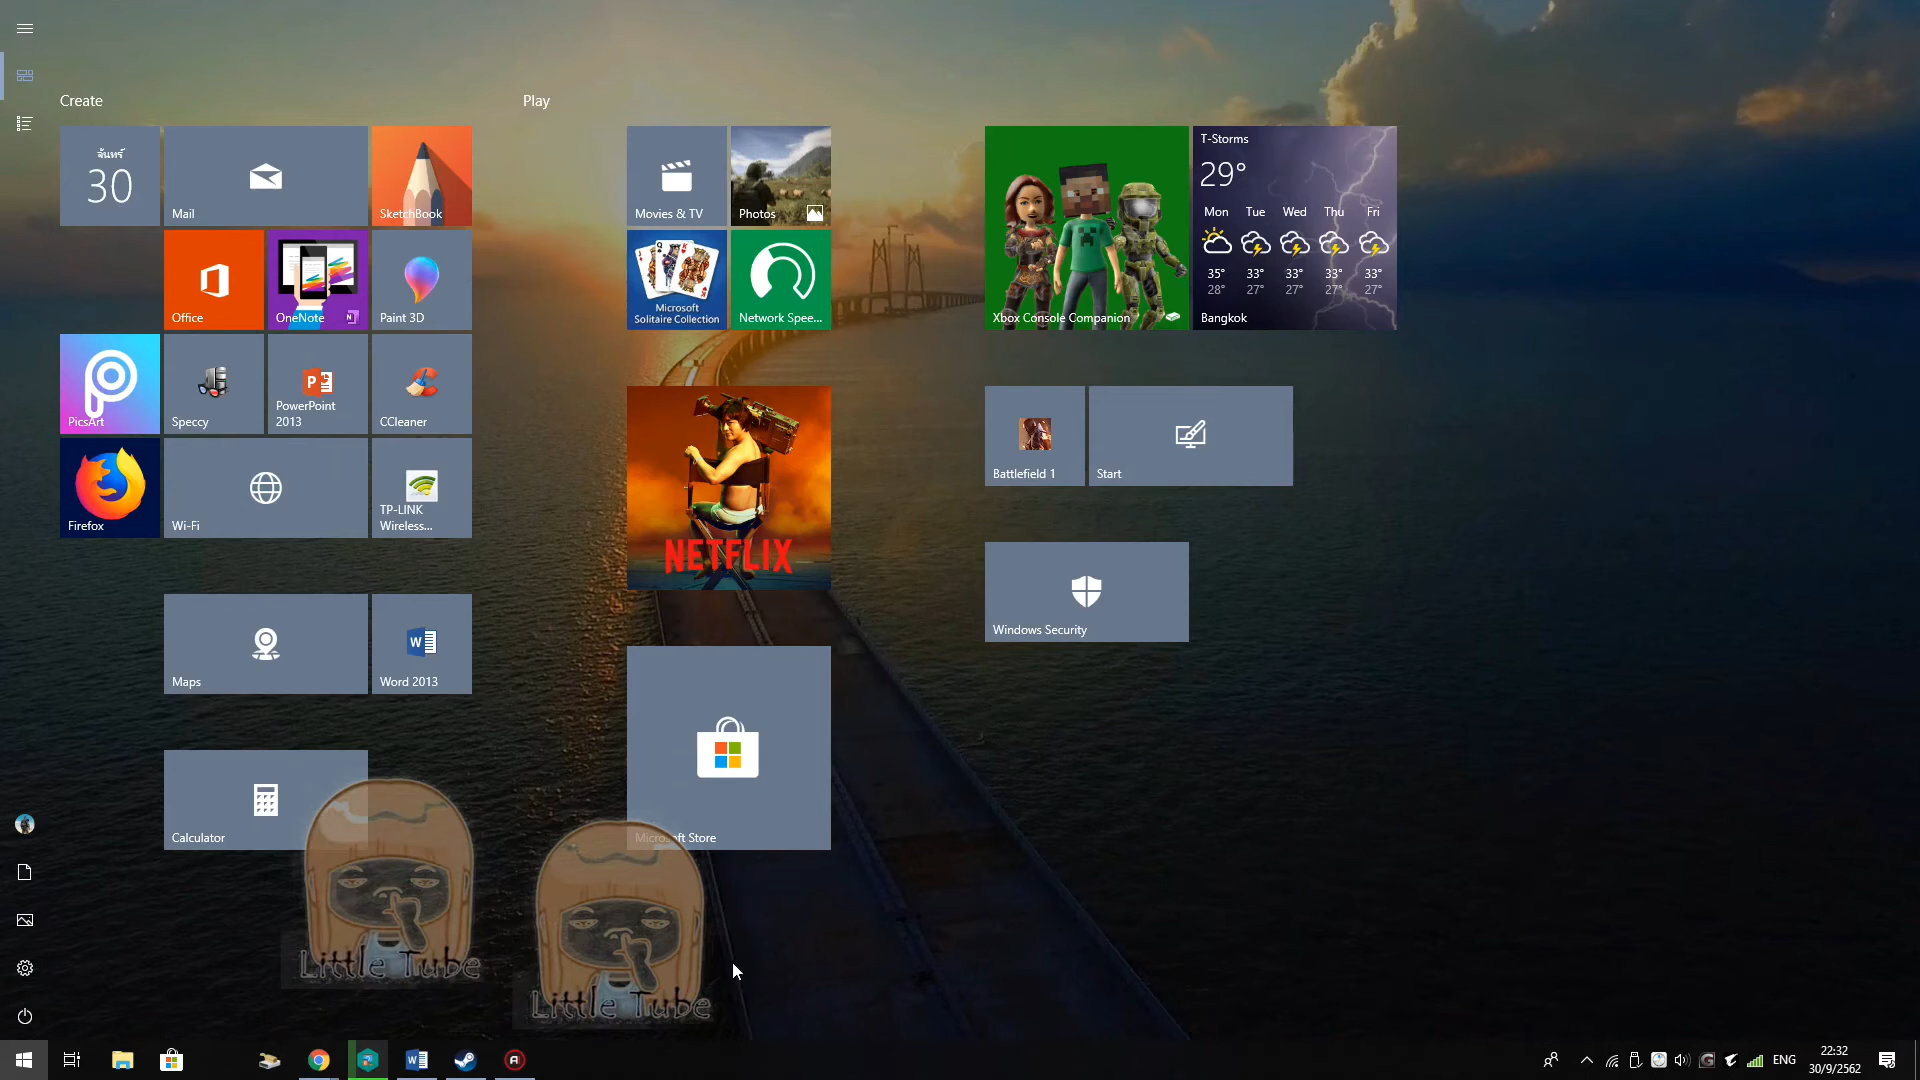 Create
Play
จันทร์
30
Mail
SketchBook
Movies & TV
Photos
T-Storms
29°
Mon Tue Wed Thu Fri
35° 33° 33° 33° 33°
28° 27° 27° 27° 27°
Bangkok
Xbox Console Companion
Office
OneNote
N
Paint 3D
Microsoft
Solitaire Collection
Network Spee...
PicsArt
Speccy
P
PowerPoint
2013
CCleaner
NETFLIX
Battlefield 1
Start
Firefox
Wi-Fi
TP-LINK
Wireless...
Windows Security
Maps
W
Word 2013
Calculator
Microsoft Store
Little Tube
Little Tube
ENG
22:32
30/9/2562